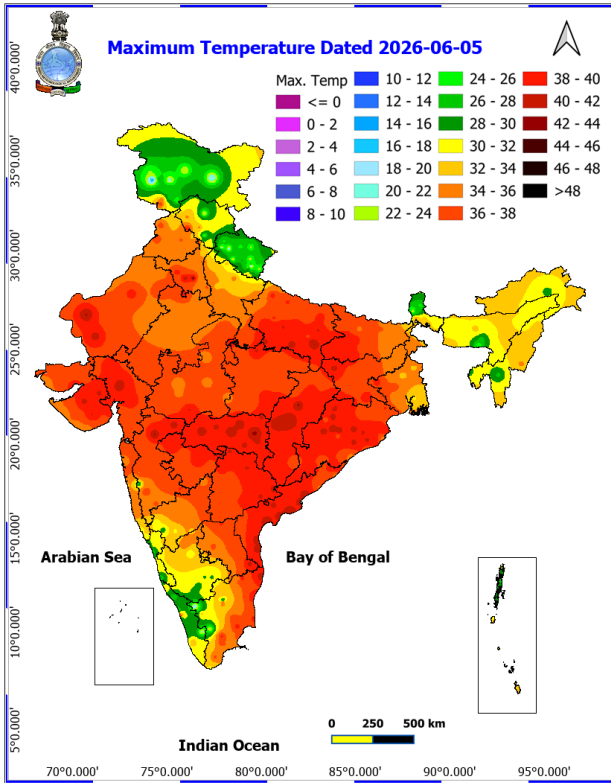 Maximum Temperature Dated 2026-06-05
Max. Temp
<= 0
0 - 2
2 - 4
4 - 6
6 - 8
8 - 10
10 - 12
12 - 14
14 - 16
16 - 18
18 - 20
20 - 22
22 - 24
24 - 26
26 - 28
28 - 30
30 - 32
32 - 34
34 - 36
36 - 38
38 - 40
40 - 42
42 - 44
44 - 46
46 - 48
>48
40°0.000'
35°0.000'
30°0.000'
25°0.000'
20°0.000'
15°0.000'
10°0.000'
5°0.000'
Arabian Sea
Bay of Bengal
Indian Ocean
0 250 500 km
70°0.000' 75°0.000' 80°0.000' 85°0.000' 90°0.000' 95°0.000'